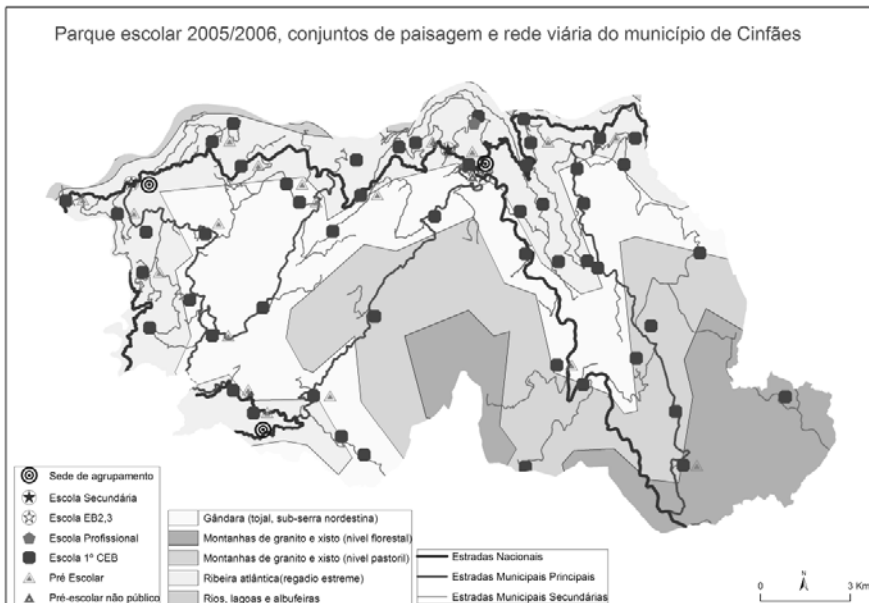 Parque escolar 2005/2006, conjuntos de paisagem e rede viária do município de Cinfães
Sede de agrupamento
Escola Secundária
Escola EB2,3
Escola Profissional
Escola 1º CEB
Pré Escolar
Pré-escolar não público
Gândara (tojal, sub-serra nordestina)
Montanhas de granito e xisto (nivel florestal)
Montanhas de granito e xisto (nivel pastoril)
Ribeira atlântica(regadio estreme)
Rios, lagoas e albufeiras
Estradas Nacionais
Estradas Municipais Principais
Estradas Municipais Secundárias
N
0 3 Km